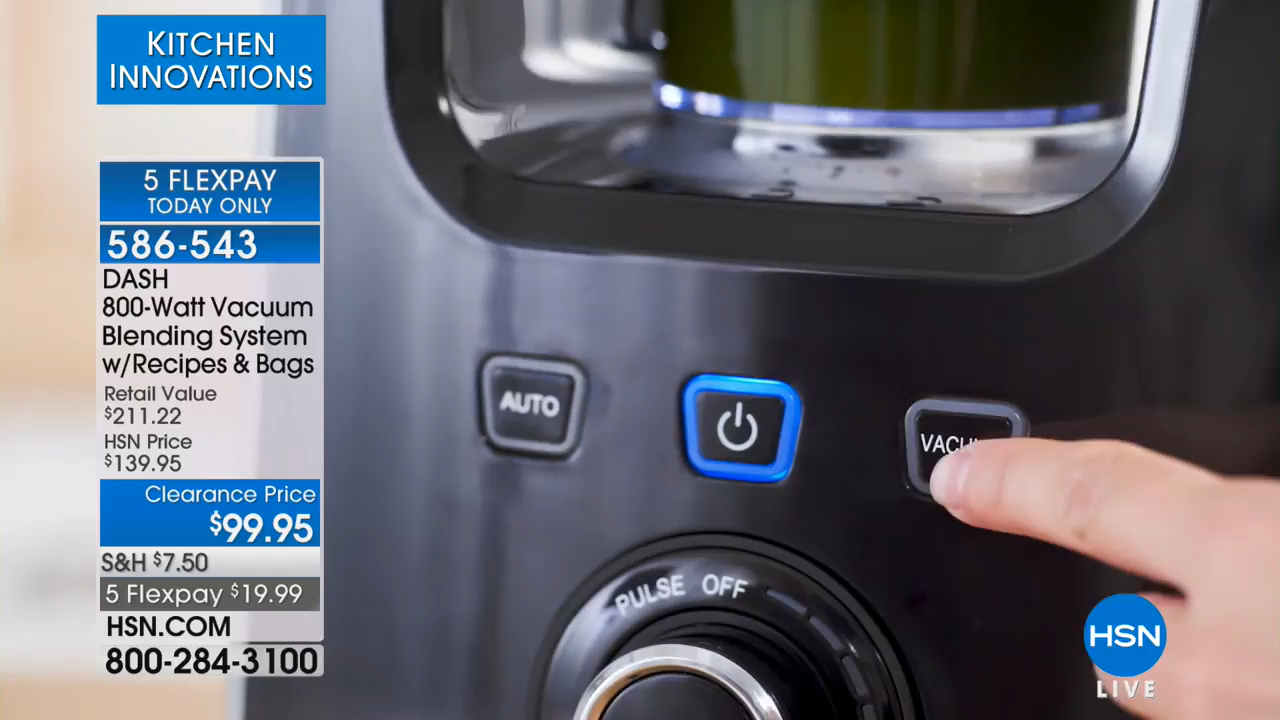 KITCHEN
INNOVATIONS
5 FLEXPAY
TODAY ONLY
586-543
DASH
800-Watt Vacuum
Blending System
w/Recipes & Bags
Retail Value
$211.22
HSN Price
$139.95
Clearance Price
$99.95
S&H $7.50
5 Flexpay $19.99
HSN.COM
800-284-3100
AUTO
PULSE OFF
HSN
LIVE